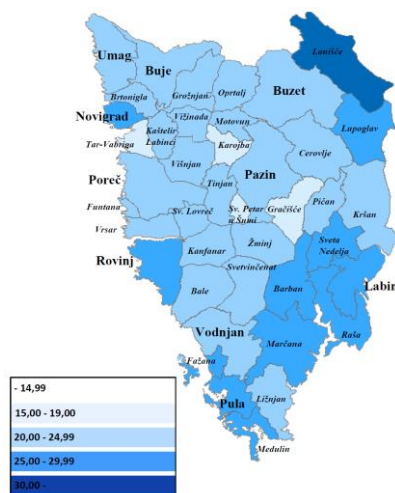 Lanišće
Umag
Buje
Oprtalj
Buzet
Grožnjan
Brtonigla
Novigrad
Vižinada
Motovun
Lupoglav
Kaštelir
Labinci
Tar-Vabriga
Karojba
Cerovlje
Višnjan
Poreč
Pazin
Tinjan
Funtana
Sv. Lovreč
Sv. Petar
u Šumi
Gračišće
Pićan
Kršan
Vrsar
Žminj
Sveta
Nedelja
Rovinj
Kanfanar
Svetvinčenat
Labin
Bale
Barban
Vodnjan
Raša
Marčana
Fažana
Pula
Ližnjan
Medulin
- 14,99
15,00 - 19,00
20,00 - 24,99
25,00 - 29,99
30,00 -